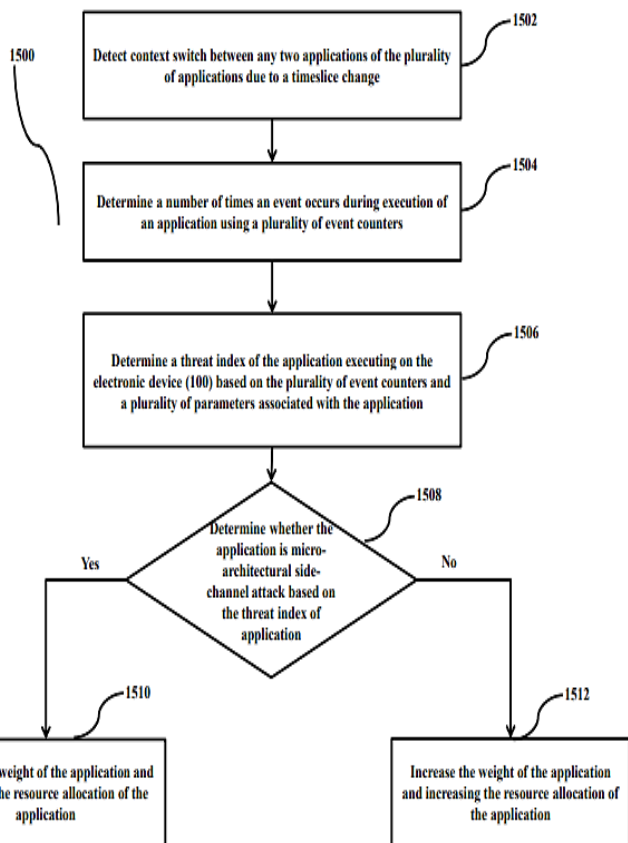 1502
Detect context switch between any two applications of the plurality
of applications due to a timeslice change
1500
1504
Determine a number of times an event occurs during execution of
an application using a plurality of event counters
1506
Determine a threat index of the application executing on the
electronic device (100) based on the plurality of event counters and
a plurality of parameters associated with the application
1508
Determine whether the
application is micro-
architectural side-
channel attack based on
the threat index of
application
Yes
No
1510
weight of the application and
resource allocation of the
application
1512
Increase the weight of the application
and increasing the resource allocation of
the application